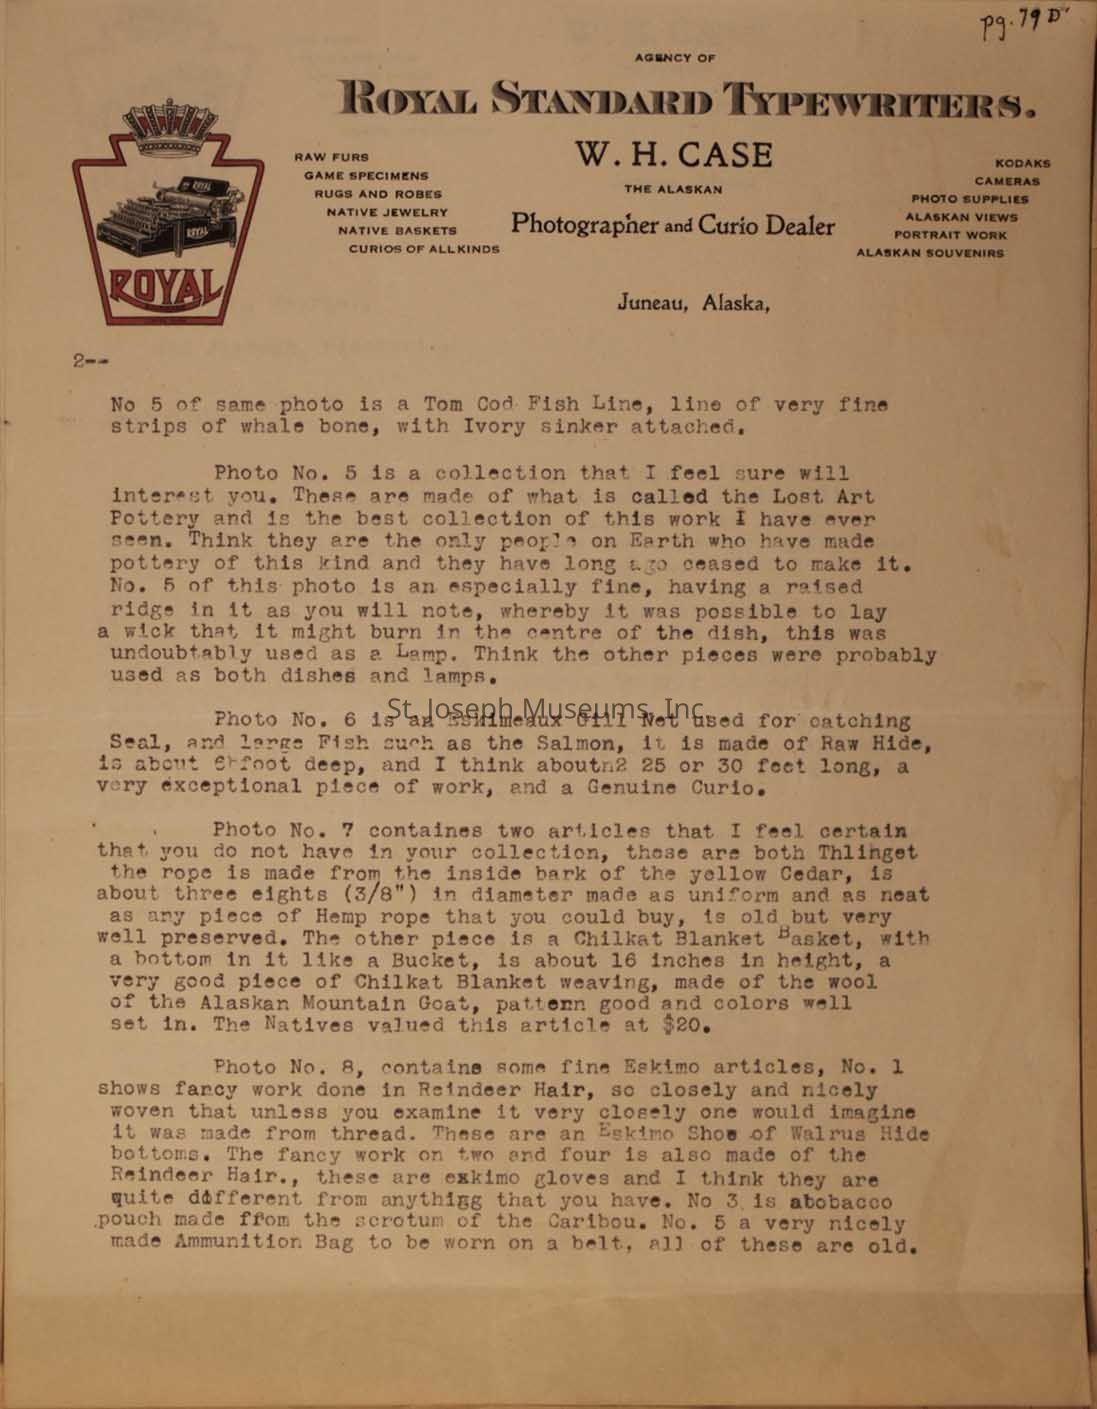 pg. 79 D'
AGENCY OF
ROYAL STANDARD TYPEWRITERS.
W. H. CASE
THE ALASKAN
Photographer and Curio Dealer
RAW FURS
GAME SPECIMENS
RUGS AND ROBES
NATIVE JEWELRY
NATIVE BASKETS
CURIOS OF ALL KINDS
KODAKS
CAMERAS
PHOTO SUPPLIES
ALASKAN VIEWS
PORTRAIT WORK
ALASKAN SOUVENIRS
ROYAL
ROYAL
ROYAL
Juneau, Alaska,
2--
No 5 of same photo is a Tom Cod Fish Line, line of very fine
strips of whale bone, with Ivory sinker attached.
Photo No. 5 is a collection that I feel sure will
interest you. These are made of what is called the Lost Art
Pottery and is the best collection of this work I have ever
seen. Think they are the only people on Earth who have made
pottery of this kind and they have long ago ceased to make it.
No. 5 of this photo is an especially fine, having a raised
ridge in it as you will note, whereby it was possible to lay
a wick that it might burn in the centre of the dish, this was
undoubtably used as a Lamp. Think the other pieces were probably
used as both dishes and lamps.
St. Joseph Museums, Inc.
Photo No. 6 is an Eskimeaux Gill Net used for catching
Seal, and large Fish such as the Salmon, it is made of Raw Hide,
is about 6 foot deep, and I think aboutn2 25 or 30 feet long, a
very exceptional piece of work, and a Genuine Curio.
Photo No. 7 containes two articles that I feel certain
that you do not have in your collection, these are both Thlinget
the rope is made from the inside bark of the yellow Cedar, is
about three eights (3/8") in diameter made as uniform and as neat
as any piece of Hemp rope that you could buy, is old but very
well preserved. The other piece is a Chilkat Blanket Basket, with
a bottom in it like a Bucket, is about 16 inches in height, a
very good piece of Chilkat Blanket weaving, made of the wool
of the Alaskan Mountain Goat, pattern good and colors well
set in. The Natives valued this article at $20.
Photo No. 8, contains some fine Eskimo articles, No. 1
shows fancy work done in Reindeer Hair, so closely and nicely
woven that unless you examine it very closely one would imagine
it was made from thread. These are an Eskimo Shoe of Walrus Hide
bottoms. The fancy work on two and four is also made of the
Reindeer Hair., these are exkimo gloves and I think they are
quite different from anything that you have. No 3 is abobacco
pouch made ffom the scrotum of the Caribou. No. 5 a very nicely
made Ammunition Bag to be worn on a belt, all of these are old.